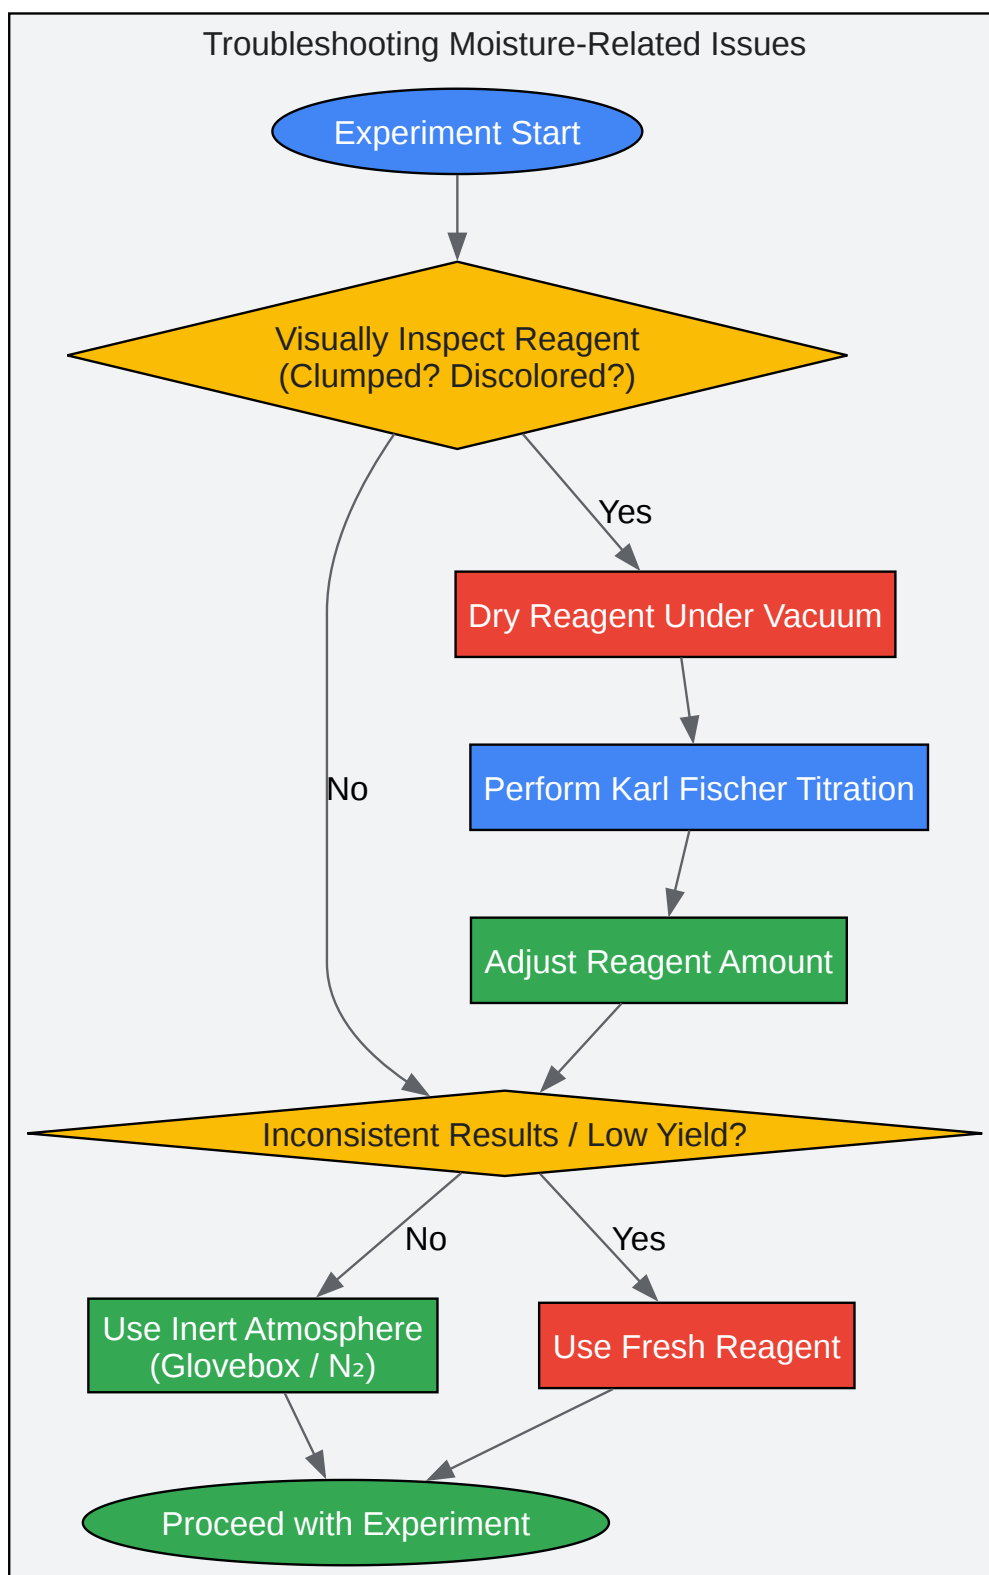 Troubleshooting Moisture-Related Issues
Experiment Start
Visually Inspect Reagent
(Clumped? Discolored?)
Yes
Dry Reagent Under Vacuum
No
Perform Karl Fischer Titration
Adjust Reagent Amount
Inconsistent Results / Low Yield?
No
Yes
Use Inert Atmosphere
(Glovebox / N₂)
Use Fresh Reagent
Proceed with Experiment